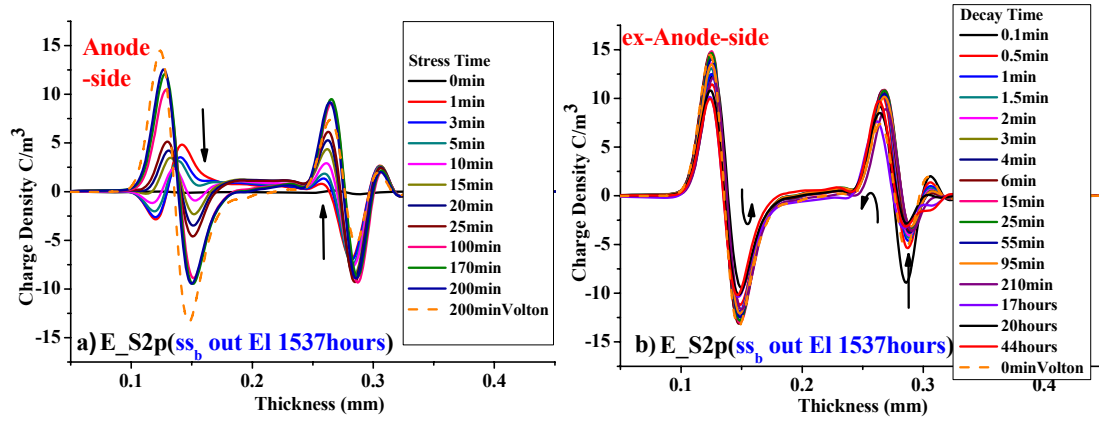 Anode
-side
Charge Density C/m³
15
10
5
0
-5
-10
-15
Stress Time
0min
1min
3min
5min
10min
15min
20min
25min
100min
170min
200min
200minVolton
a) E_S2p(ss_b out El 1537hours)
0.1
0.2
0.3
0.4
Thickness (mm)
ex-Anode-side
Charge Density C/m³
15
10
5
0
-5
-10
-15
Decay Time
0.1min
0.5min
1min
1.5min
2min
3min
4min
6min
15min
25min
55min
95min
210min
17hours
20hours
44hours
0minVolton
b) E_S2p(ss_b out El 1537hours)
0.1
0.2
0.3
0.4
Thickness (mm)